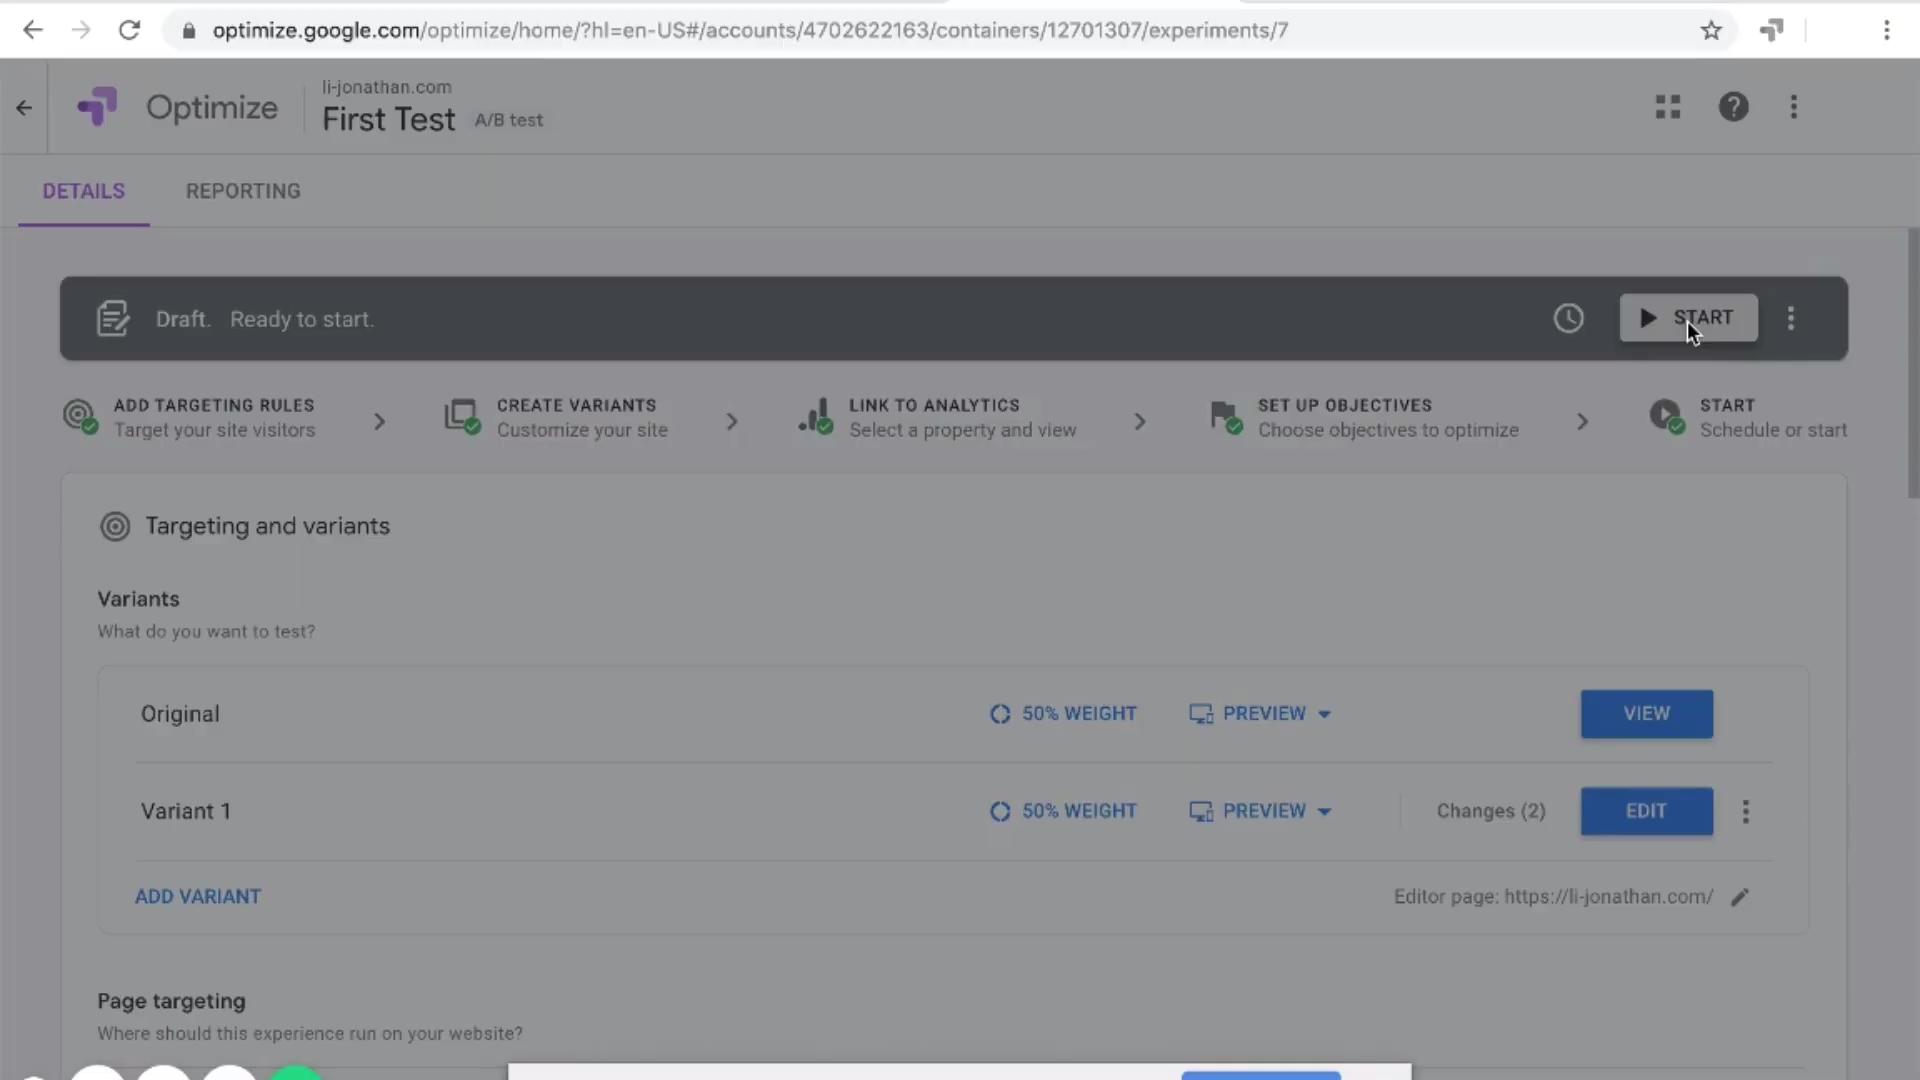 optimize.google.com/optimize/home/?hl=en-US#/accounts/4702622163/containers/12701307/experiments/7
li-jonathan.com
Optimize
First Test A/B test
DETAILS REPORTING
Draft. Ready to start.
START
ADD TARGETING RULES
Target your site visitors
CREATE VARIANTS
Customize your site
LINK TO ANALYTICS
Select a property and view
SET UP OBJECTIVES
Choose objectives to optimize
START
Schedule or start
Targeting and variants
Variants
What do you want to test?
Original 50% WEIGHT PREVIEW VIEW
Variant 1 50% WEIGHT PREVIEW Changes (2) EDIT
ADD VARIANT Editor page: https://li-jonathan.com/
Page targeting
Where should this experience run on your website?